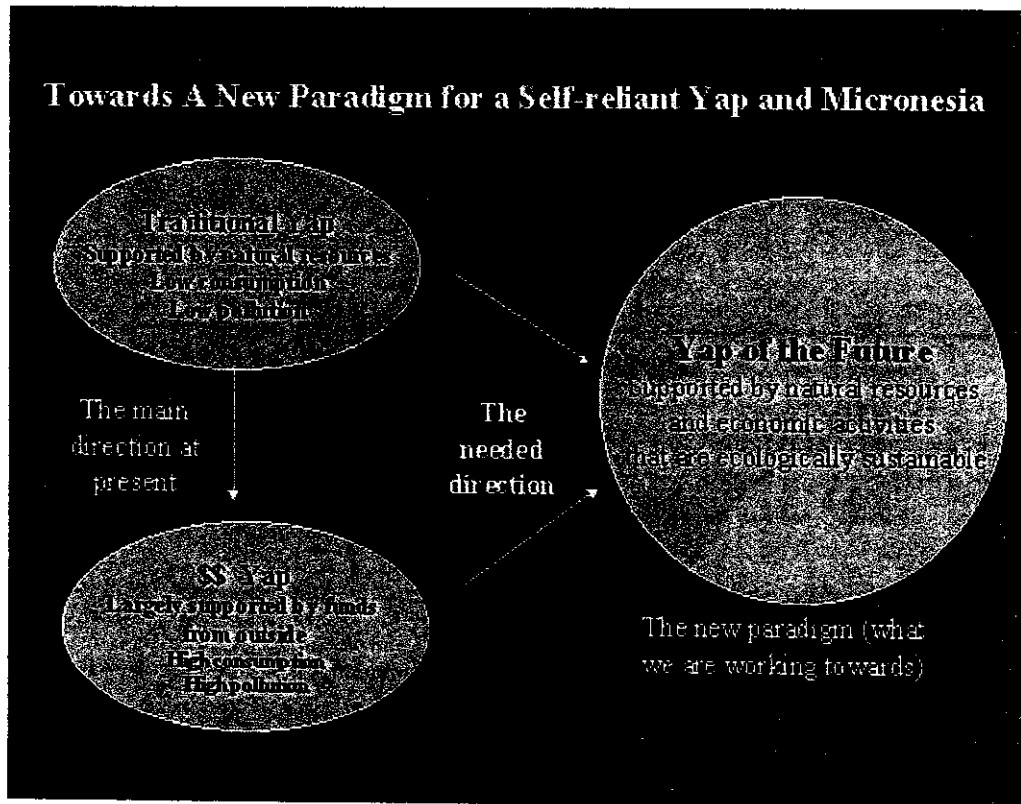 Towards A New Paradigm for a Self-reliant Yap and Micronesia
Traditional Yap
Supported by natural resources
Low consumption
Low pollution
The main
direction at
present
The
needed
direction
$$ Yap
Largely supported by funds
from outside
High consumption
High pollution
Yap of the Future
supported by natural resources
and economic activities
that are ecologically sustainable
The new paradigm (what
we are working towards)